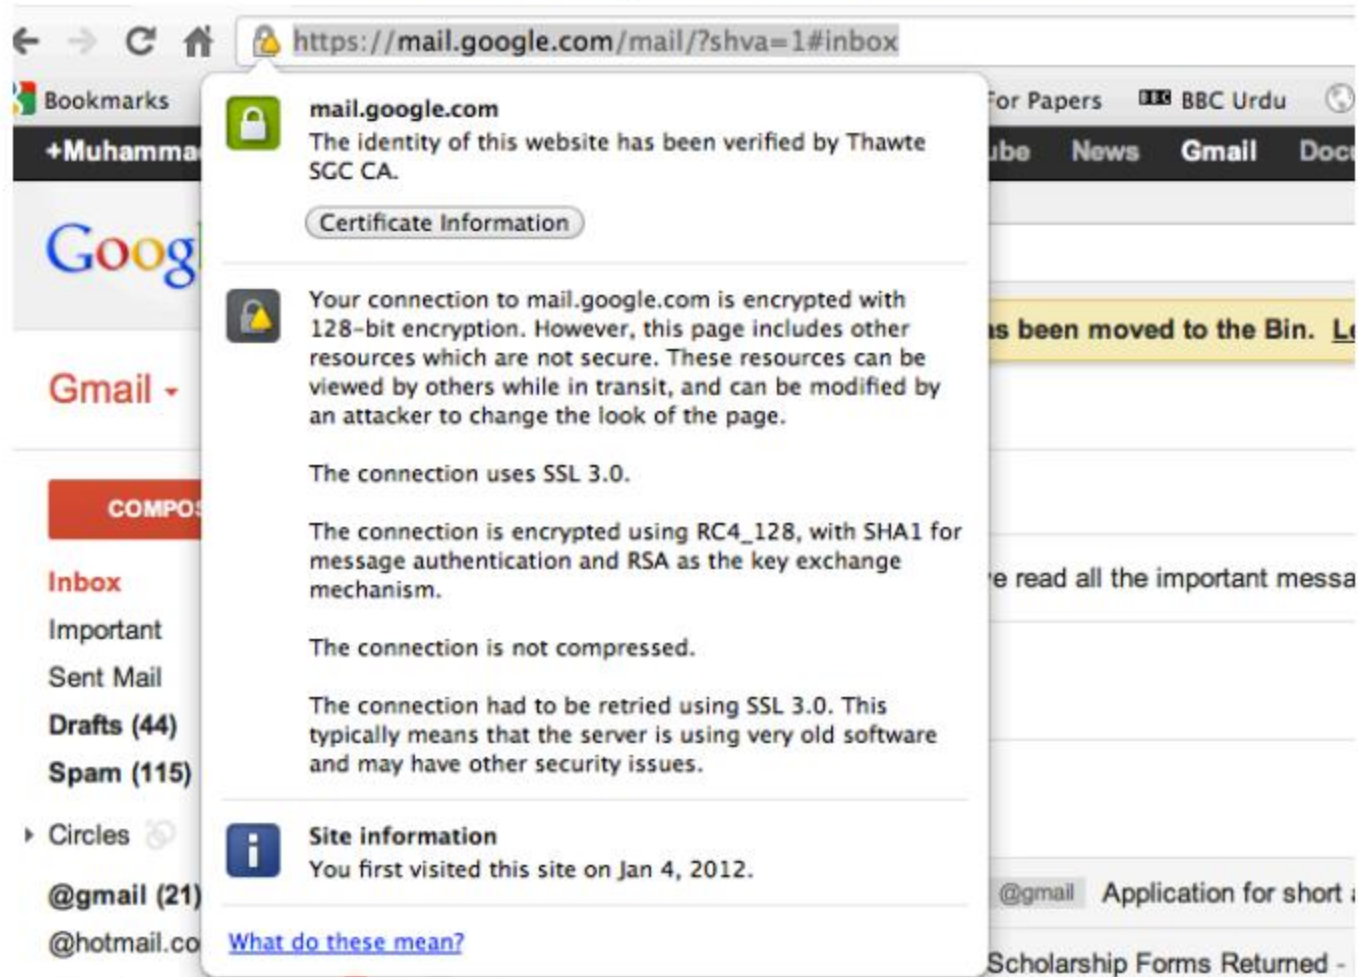 https://mail.google.com/mail/?shva=1#inbox
Bookmarks
For Papers BBC BBC Urdu
+Muhamma
News Gmail
mail.google.com
The identity of this website has been verified by Thawte
SGC CA.
Certificate Information
Goog
Your connection to mail.google.com is encrypted with
128-bit encryption. However, this page includes other
resources which are not secure. These resources can be
viewed by others while in transit, and can be modified by
an attacker to change the look of the page.
as been moved to the Bin.
Gmail
The connection uses SSL 3.0.
COMPOS
The connection is encrypted using RC4_128, with SHA1 for
message authentication and RSA as the key exchange
mechanism.
read all the important messa
Inbox
Important
Sent Mail
Drafts (44)
Spam (115)
Circles
@gmail (21)
@hotmail.co
The connection is not compressed.
The connection had to be retried using SSL 3.0. This
typically means that the server is using very old software
and may have other security issues.
Site information
You first visited this site on Jan 4, 2012.
What do these mean?
@gmail Application for short
Scholarship Forms Returned -